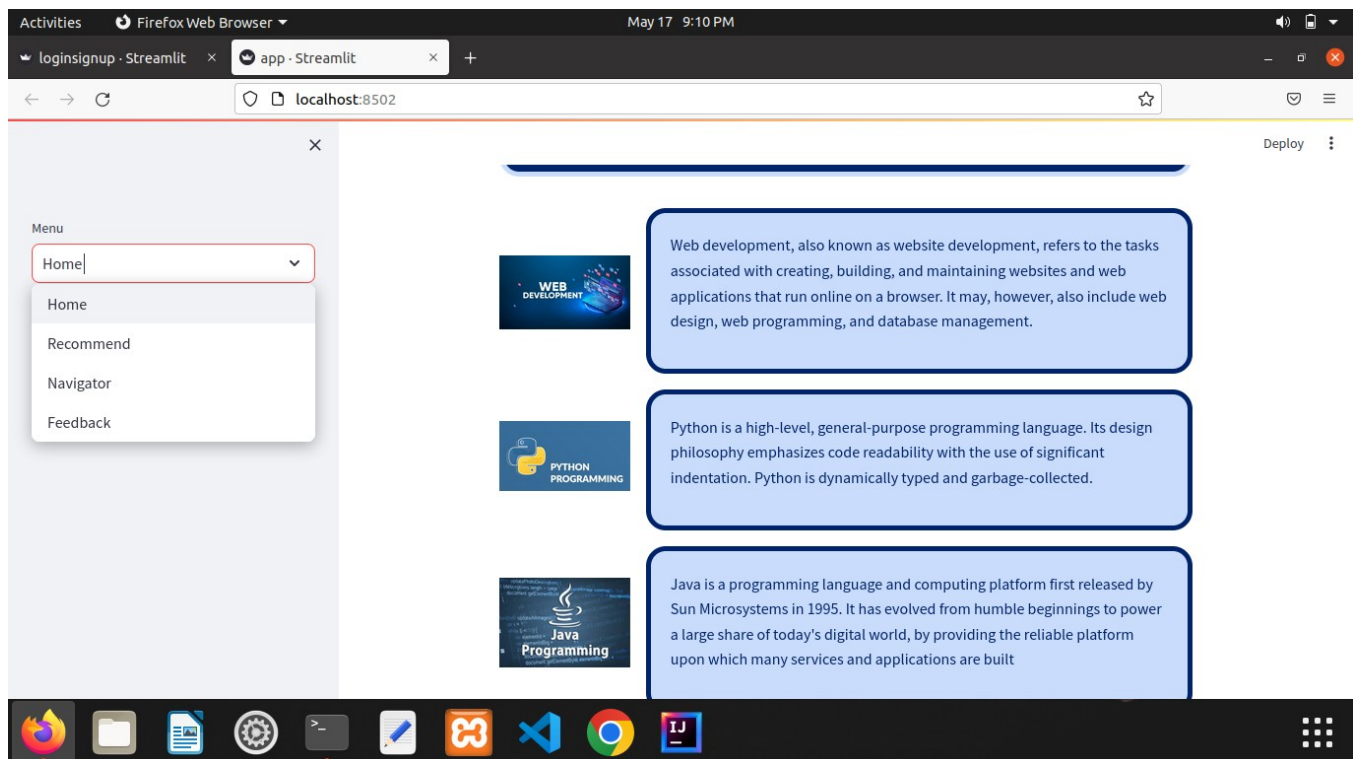 Activities Firefox Web Browser May 17 9:10 PM
loginsignup · Streamlit × app · Streamlit × +
localhost:8502
Deploy
Menu
Home
Home
Recommend
Navigator
Feedback
WEB
DEVELOPMENT
Web development, also known as website development, refers to the tasks
associated with creating, building, and maintaining websites and web
applications that run online on a browser. It may, however, also include web
design, web programming, and database management.
PYTHON
PROGRAMMING
Python is a high-level, general-purpose programming language. Its design
philosophy emphasizes code readability with the use of significant
indentation. Python is dynamically typed and garbage-collected.
Java
Programming
Java is a programming language and computing platform first released by
Sun Microsystems in 1995. It has evolved from humble beginnings to power
a large share of today's digital world, by providing the reliable platform
upon which many services and applications are built
>_
IJ